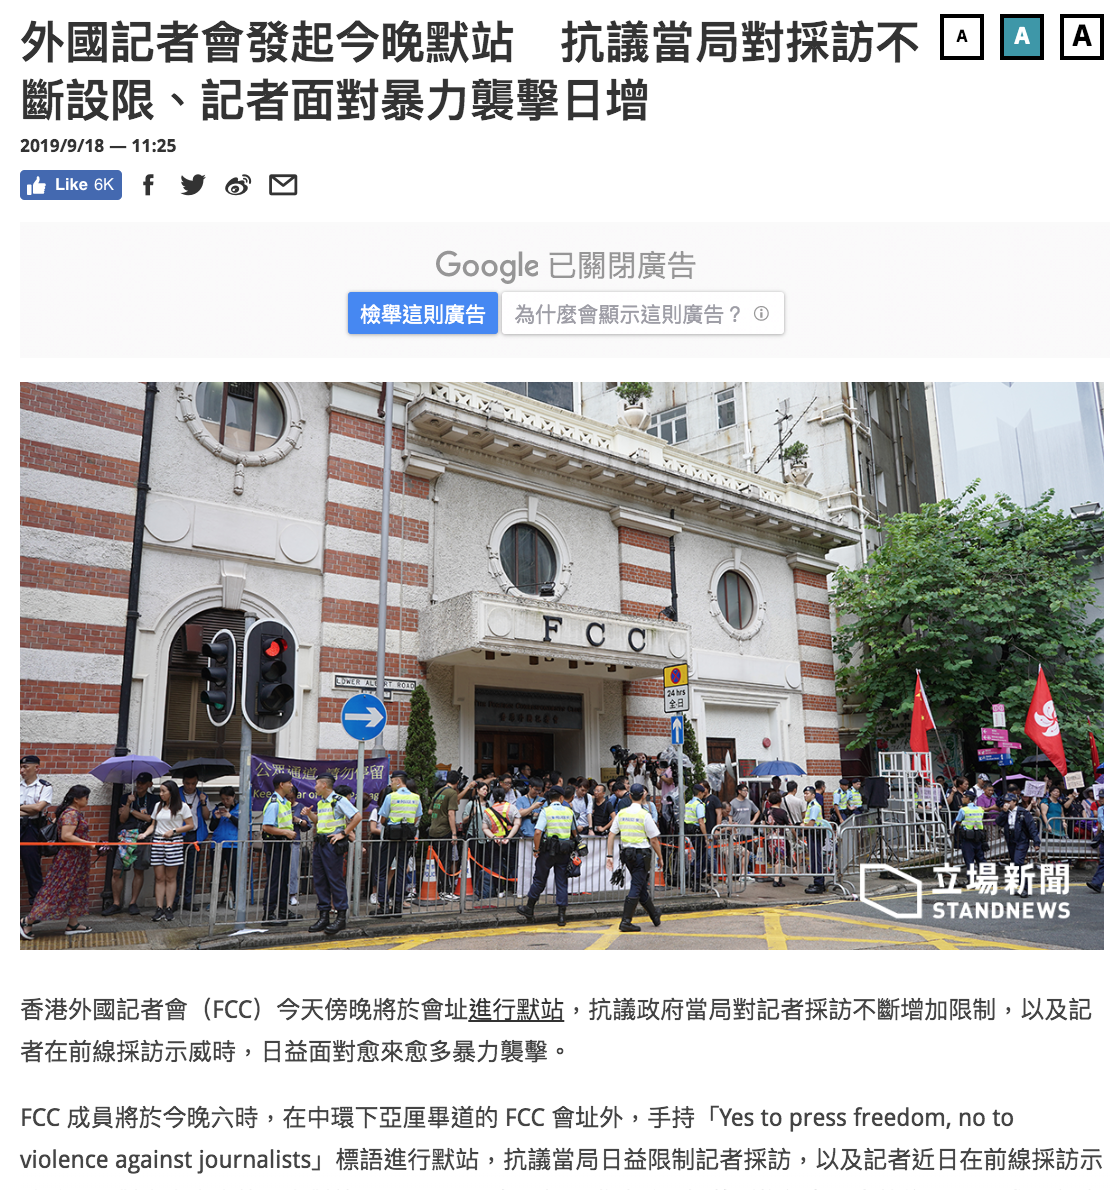 外國記者會發起今晚默站　抗議當局對採訪不
斷設限、記者面對暴力襲擊日增
A A A
2019/9/18 — 11:25
Like 6K
Google 已關閉廣告
檢舉這則廣告 為什麼會顯示這則廣告？
FCC
LOWER ALBERT ROAD
24 hrs
全日
公眾通道 請勿停留
立場新聞
STANDNEWS
香港外國記者會（FCC）今天傍晚將於會址進行默站，抗議政府當局對記者採訪不斷增加限制，以及記
者在前線採訪示威時，日益面對愈來愈多暴力襲擊。
FCC 成員將於今晚六時，在中環下亞厘畢道的 FCC 會址外，手持「Yes to press freedom, no to
violence against journalists」標語進行默站，抗議當局日益限制記者採訪，以及記者近日在前線採訪示